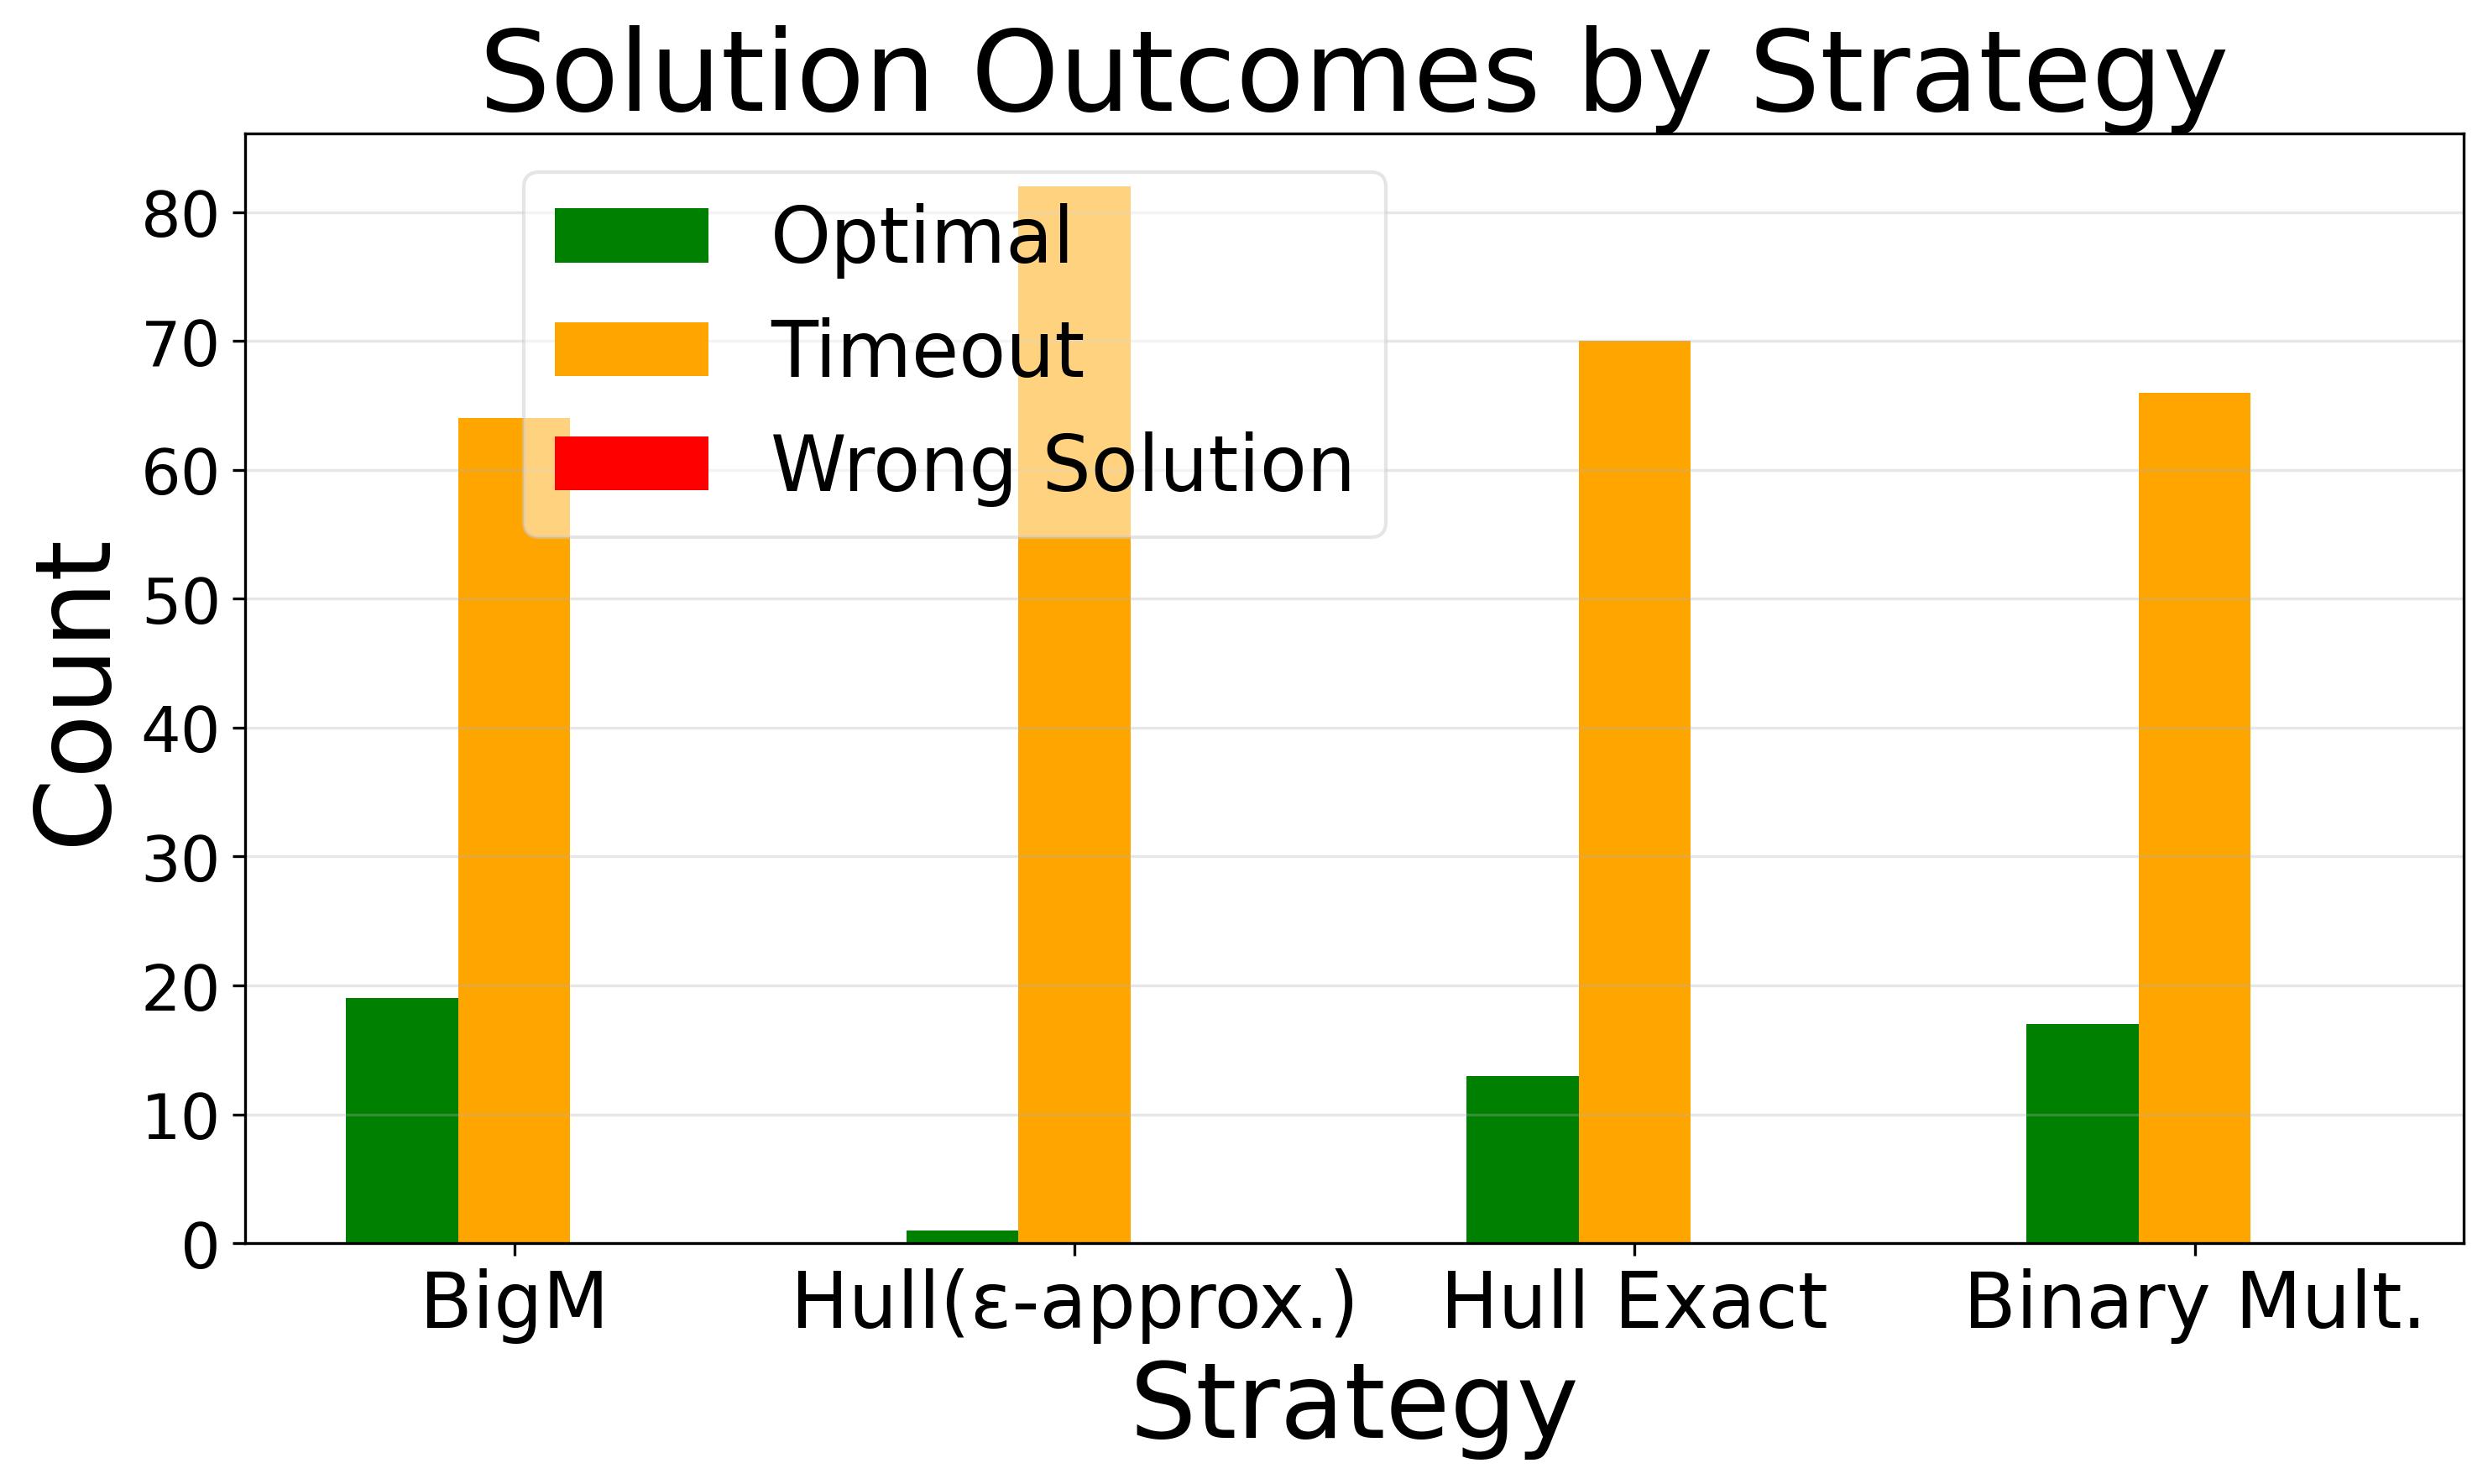 Solution Outcomes by Strategy
Optimal
Timeout
Wrong Solution
Count
80
70
60
50
40
30
20
10
0
BigM Hull(ε-approx.) Hull Exact Binary Mult.
Strategy